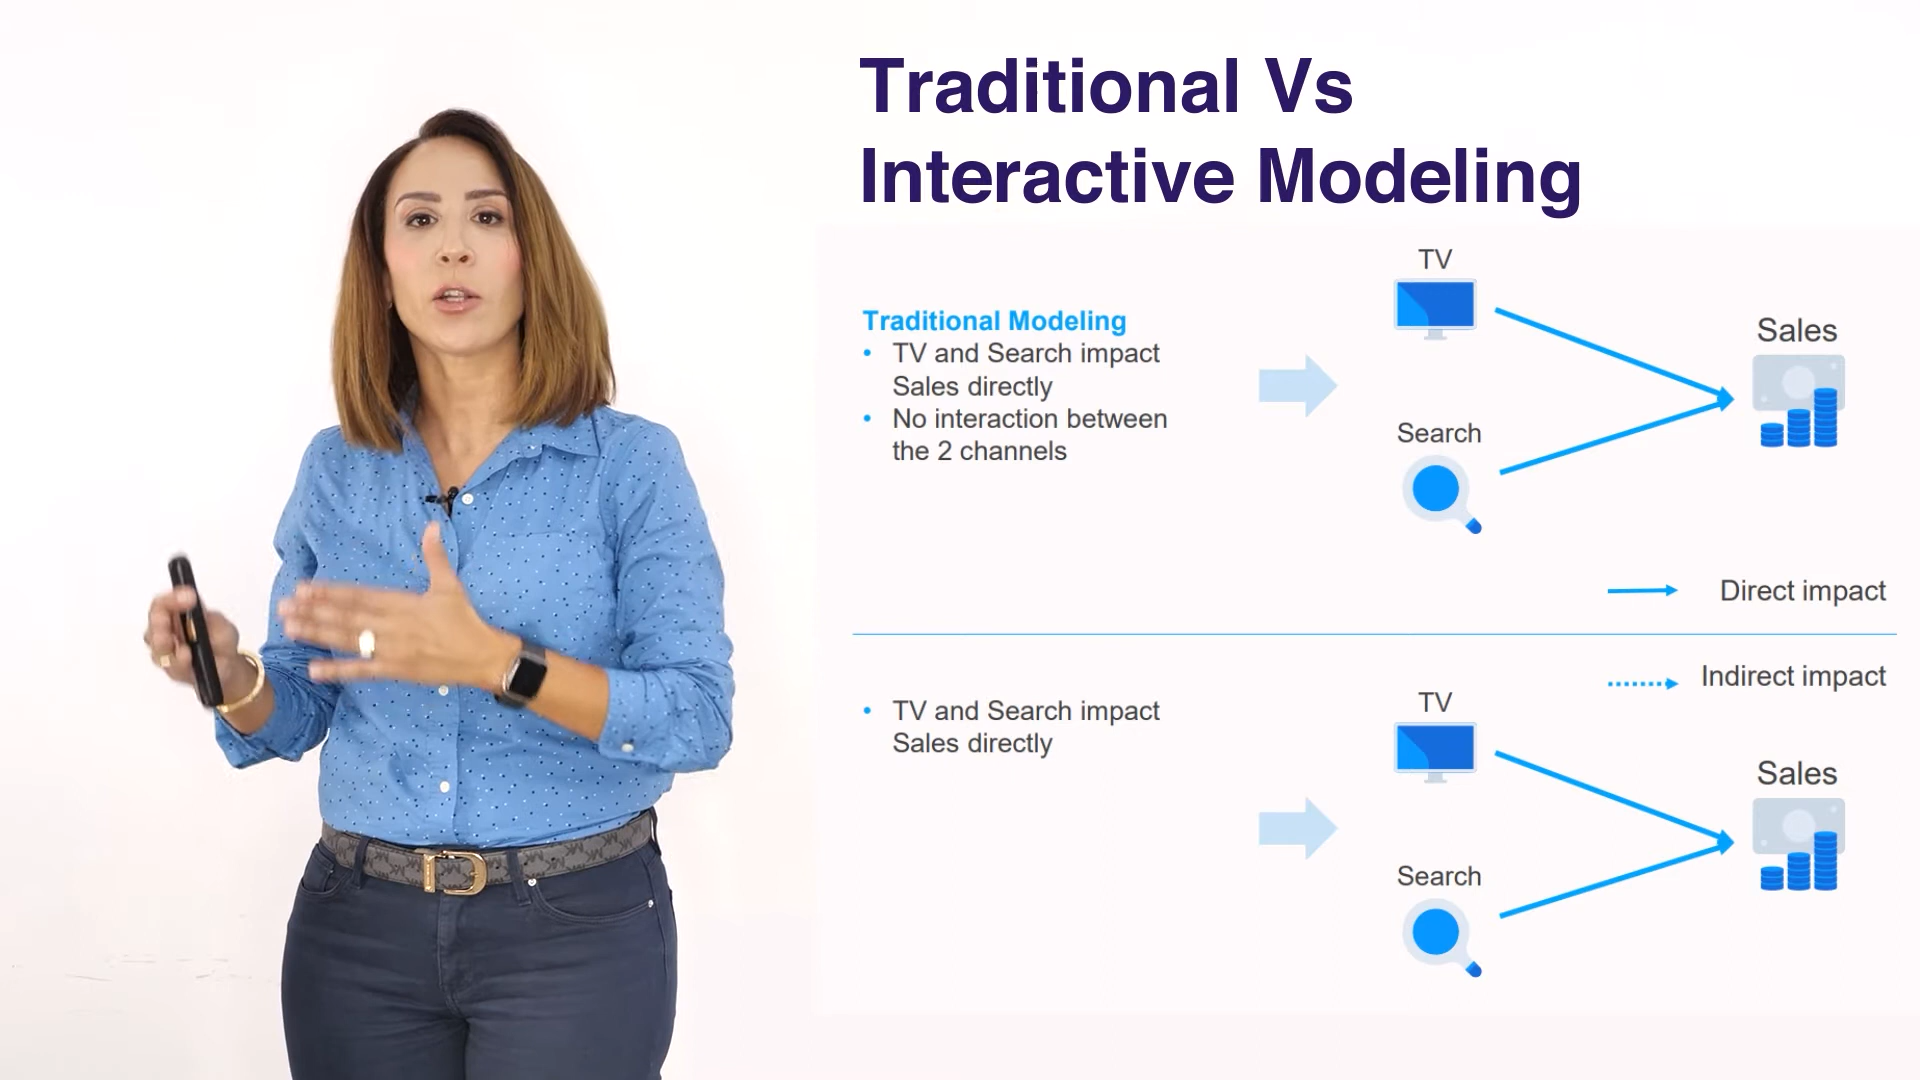 Traditional Vs
Interactive Modeling
Traditional Modeling
• TV and Search impact
Sales directly
• No interaction between
the 2 channels
TV
Search
Sales
Direct impact
Indirect impact
• TV and Search impact
Sales directly
TV
Search
Sales